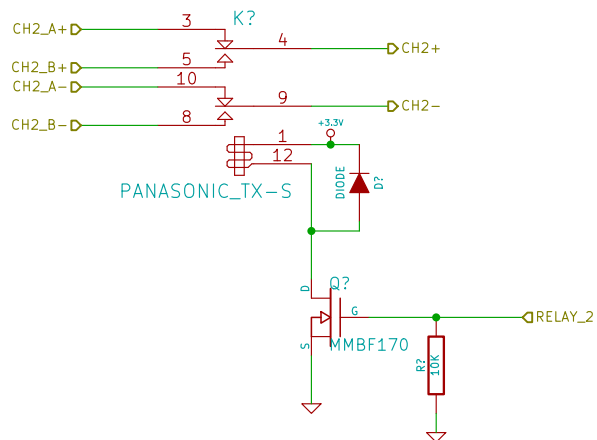 K?
CH2_A+ 3
4 CH2+
CH2_B+ 5
CH2_A- 10
9 CH2-
CH2_B- 8
+3.3V
1
12
PANASONIC_TX-S
DIODE
D?
Q?
D
G
RELAY_2
S
MMBF170
R?
10K